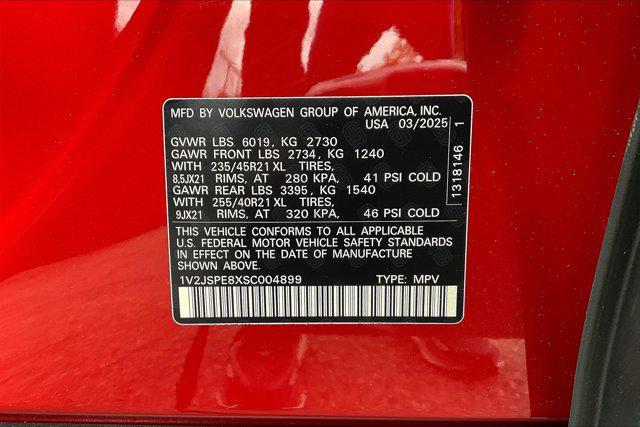 MFD BY VOLKSWAGEN GROUP OF AMERICA, INC.
USA 03/2025
GVWR LBS 6019, KG 2730
GAWR FRONT LBS 2734, KG 1240
WITH 235/45R21 XL TIRES,
8,5JX21 RIMS, AT 280 KPA, 41 PSI COLD
GAWR REAR LBS 3395, KG 1540
WITH 255/40R21 XL TIRES,
9JX21 RIMS, AT 320 KPA, 46 PSI COLD
THIS VEHICLE CONFORMS TO ALL APPLICABLE
U.S. FEDERAL MOTOR VEHICLE SAFETY STANDARDS
IN EFFECT ON THE DATE OF MANUFACTURE
SHOWN ABOVE.
1V2JSPE8XSC004899 TYPE: MPV
1318146 1